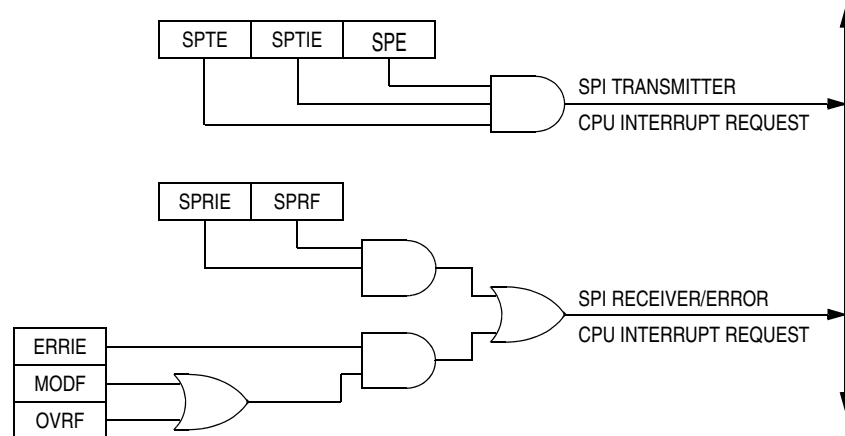 SPTE SPTIE SPE
SPI TRANSMITTER
CPU INTERRUPT REQUEST
SPRIE SPRF
SPI RECEIVER/ERROR
CPU INTERRUPT REQUEST
ERRIE
MODF
OVRF